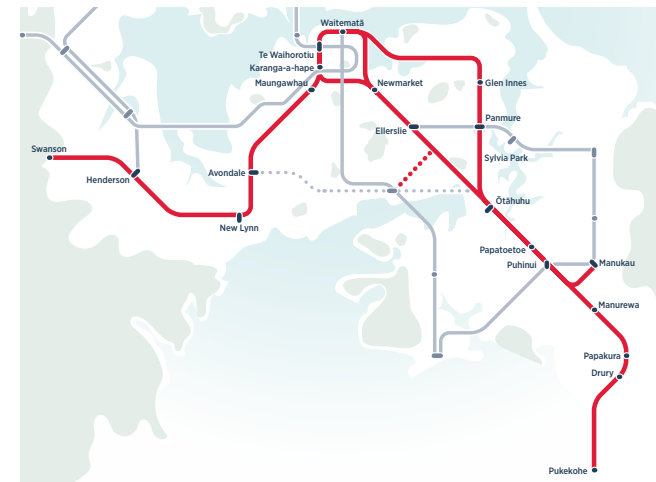 Waitematā
Te Waihorotiu
Karanga-a-hape
Maungawhau
Newmarket
Glen Innes
Panmure
Ellerslie
Swanson
Sylvia Park
Henderson
Avondale
Ōtāhuhu
New Lynn
Papatoetoe
Puhinui
Manukau
Manurewa
Papakura
Drury
Pukekohe